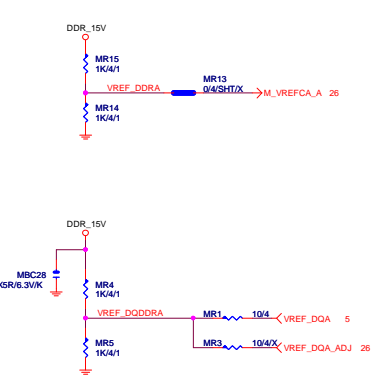 DDR_15V
MR15
1K/4/1
VREF_DDRA
MR13
0/4/SHT/X
M_VREFCA_A 26
MR14
1K/4/1
DDR_15V
MBC28
X5R/6.3V/K
MR4
1K/4/1
VREF_DQDDRA
MR1 10/4
VREF_DQA 5
MR5
1K/4/1
MR3 10/4/X
VREF_DQA_ADJ 26